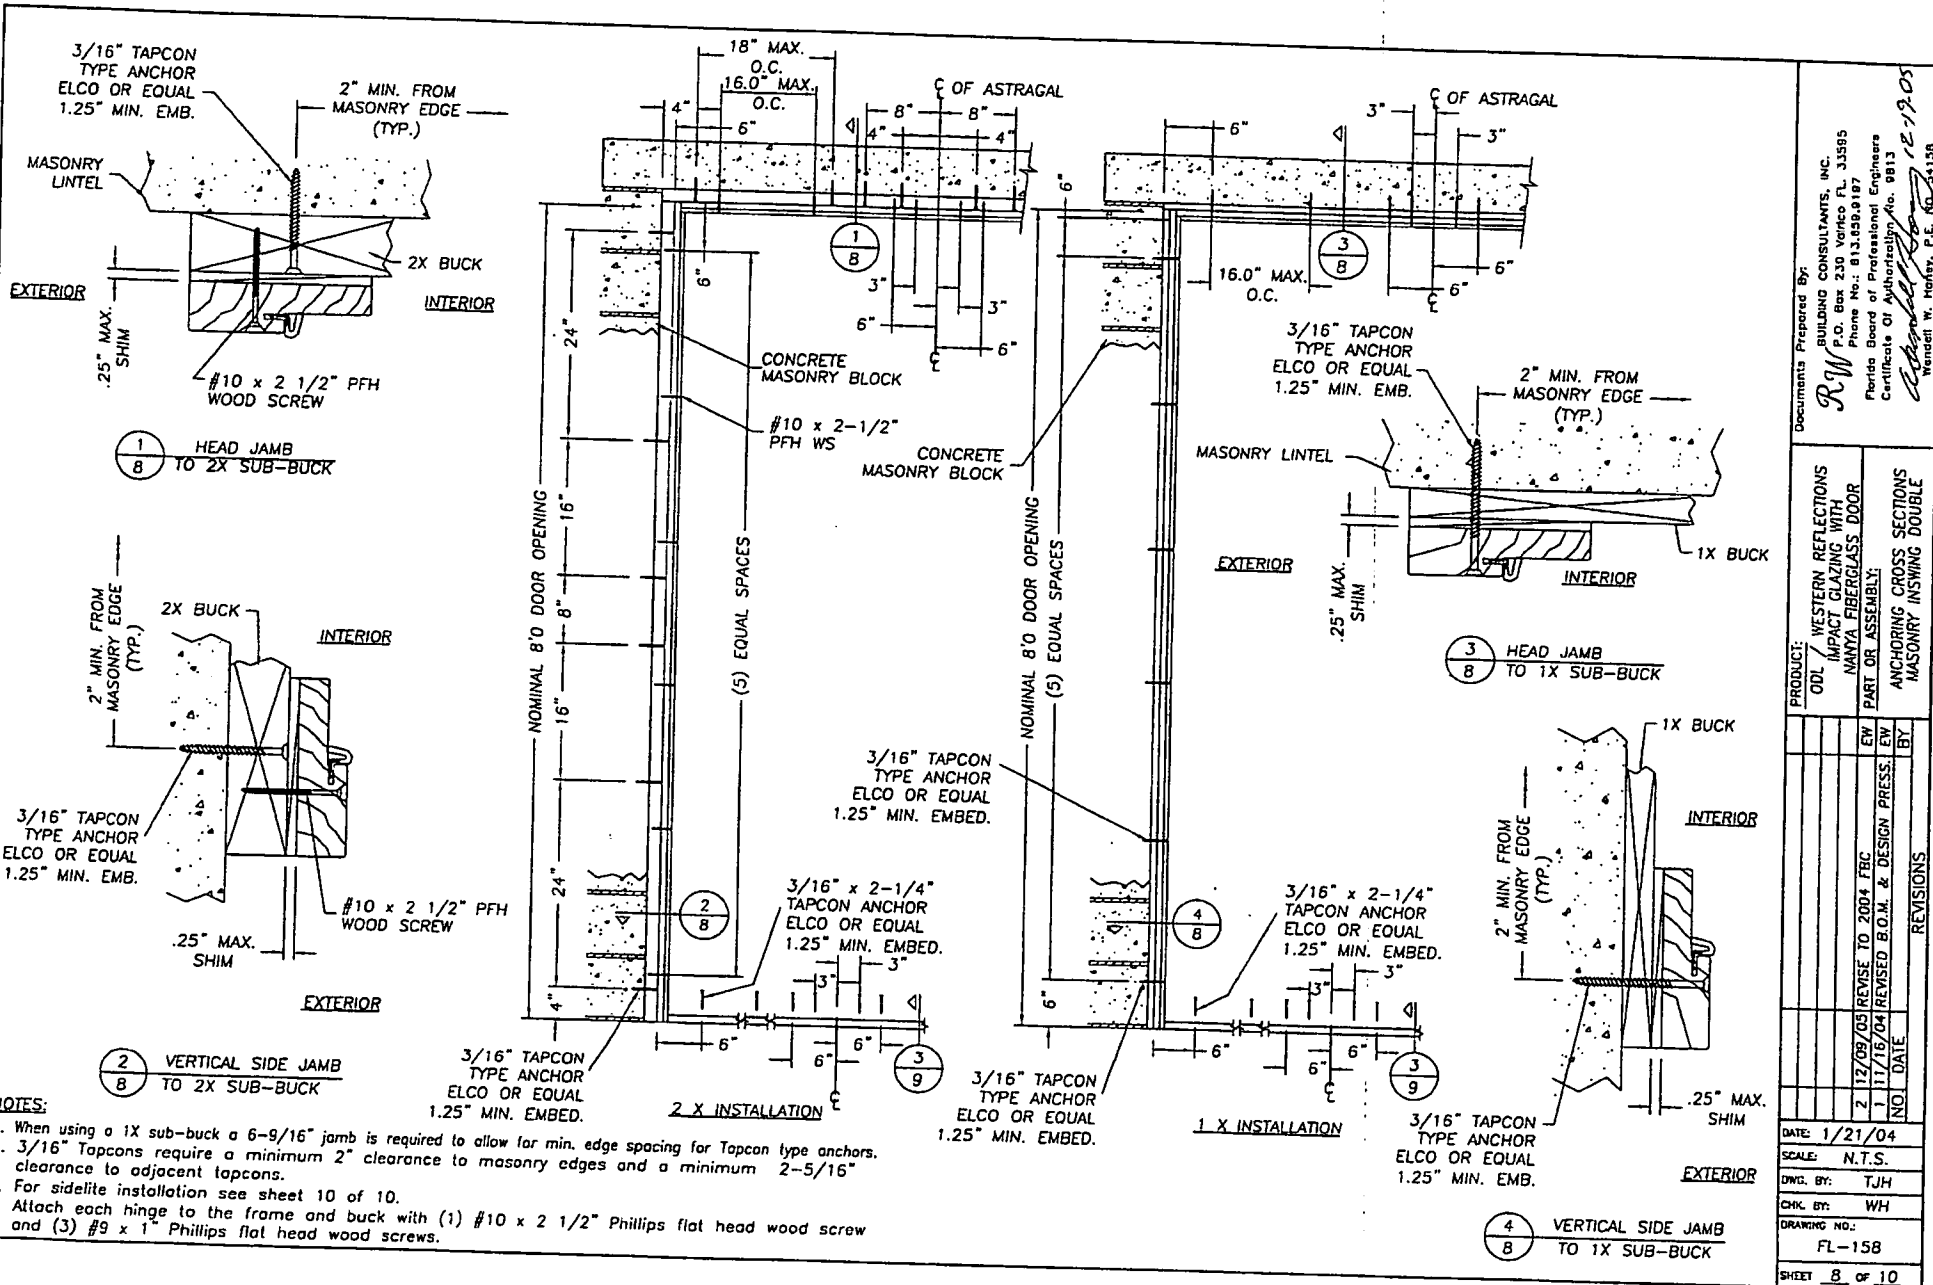 3/16" TAPCON
TYPE ANCHOR
ELCO OR EQUAL
1.25" MIN. EMB.
2" MIN. FROM
MASONRY EDGE
(TYP.)
MASONRY
LINTEL
2X BUCK
EXTERIOR
INTERIOR
.25" MAX.
SHIM
#10 x 2 1/2" PFH
WOOD SCREW
1
8
HEAD JAMB
TO 2X SUB-BUCK
2" MIN. FROM
MASONRY EDGE
(TYP.)
2X BUCK
INTERIOR
3/16" TAPCON
TYPE ANCHOR
ELCO OR EQUAL
1.25" MIN. EMB.
#10 x 2 1/2" PFH
WOOD SCREW
.25" MAX.
SHIM
EXTERIOR
2
8
VERTICAL SIDE JAMB
TO 2X SUB-BUCK
18" MAX.
O.C.
16.0" MAX.
O.C.
4"
6"
8"
8"
4"
4"
℄ OF ASTRAGAL
1
8
6"
3"
3"
6"
6"
℄
CONCRETE
MASONRY BLOCK
#10 x 2-1/2"
PFH WS
NOMINAL 8'0 DOOR OPENING
24"
16"
8"
16"
24"
4"
(5) EQUAL SPACES
2
8
3/16" x 2-1/4"
TAPCON ANCHOR
ELCO OR EQUAL
1.25" MIN. EMBED.
3"
3"
6"
6"
6"
℄
3
9
3/16" TAPCON
TYPE ANCHOR
ELCO OR EQUAL
1.25" MIN. EMBED.
2 X INSTALLATION
6"
3"
℄ OF ASTRAGAL
3"
6"
3
8
16.0" MAX.
O.C.
6"
6"
℄
CONCRETE
MASONRY BLOCK
NOMINAL 8'0 DOOR OPENING
(5) EQUAL SPACES
6"
3/16" TAPCON
TYPE ANCHOR
ELCO OR EQUAL
1.25" MIN. EMBED.
4
8
3/16" x 2-1/4"
TAPCON ANCHOR
ELCO OR EQUAL
1.25" MIN. EMBED.
3"
3"
6"
6"
6"
℄
3
9
3/16" TAPCON
TYPE ANCHOR
ELCO OR EQUAL
1.25" MIN. EMBED.
1 X INSTALLATION
3/16" TAPCON
TYPE ANCHOR
ELCO OR EQUAL
1.25" MIN. EMB.
2" MIN. FROM
MASONRY EDGE
(TYP.)
MASONRY LINTEL
1X BUCK
EXTERIOR
INTERIOR
.25" MAX.
SHIM
3
8
HEAD JAMB
TO 1X SUB-BUCK
1X BUCK
INTERIOR
2" MIN. FROM
MASONRY EDGE
(TYP.)
.25" MAX.
SHIM
3/16" TAPCON
TYPE ANCHOR
ELCO OR EQUAL
1.25" MIN. EMB.
EXTERIOR
4
8
VERTICAL SIDE JAMB
TO 1X SUB-BUCK
NOTES:
. When using a 1X sub-buck a 6-9/16" jamb is required to allow for min. edge spacing for Tapcon type anchors.
. 3/16" Tapcons require a minimum 2" clearance to masonry edges and a minimum 2-5/16"
clearance to adjacent tapcons.
. For sidelite installation see sheet 10 of 10.
Attach each hinge to the frame and buck with (1) #10 x 2 1/2" Phillips flat head wood screw
and (3) #9 x 1" Phillips flat head wood screws.
Documents Prepared By:
RW BUILDING CONSULTANTS, INC.
P.O. Box 230 Valrico FL. 33595
Phone No.: 813.659.9197
Florida Board of Professional Engineers
Certificate Of Authorization No. 9813
12-19-05
Wendell W. Haney, P.E. NO. 54158
PRODUCT:
ODL / WESTERN REFLECTIONS
IMPACT GLAZING WITH
NANYA FIBERGLASS DOOR
PART OR ASSEMBLY:
ANCHORING CROSS SECTIONS
MASONRY INSWING DOUBLE
2 12/09/05 REVISE TO 2004 FBC EW
1 11/16/04 REVISED B.O.M. & DESIGN PRESS. EW
NO. DATE REVISIONS BY
DATE: 1/21/04
SCALE: N.T.S.
DWG. BY: TJH
CHK. BY: WH
DRAWING NO.:
FL-158
SHEET 8 OF 10